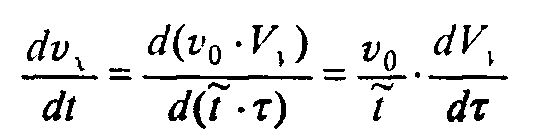 dv₁/dt = d(v₀ · V₁)/d(t̃ · τ) = v₀/t̃ · dV₁/dτ